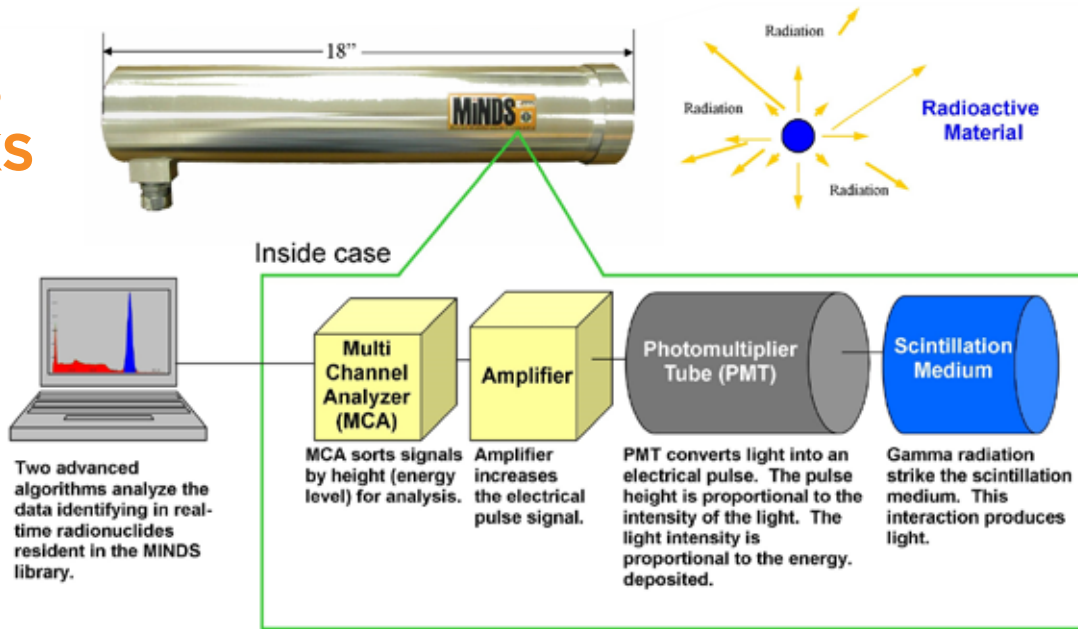 18"
MINDS
Radiation
Radiation
Radiation
Radioactive
Material
Inside case
Multi
Channel
Analyzer
(MCA)
Amplifier
Photomultiplier
Tube (PMT)
Scintillation
Medium
Two advanced
algorithms analyze the
data identifying in real-
time radionuclides
resident in the MINDS
library.
MCA sorts signals
by height (energy
level) for analysis.
Amplifier
increases
the electrical
pulse signal.
PMT converts light into an
electrical pulse. The pulse
height is proportional to the
intensity of the light. The
light intensity is
proportional to the energy.
deposited.
Gamma radiation
strike the scintillation
medium. This
interaction produces
light.